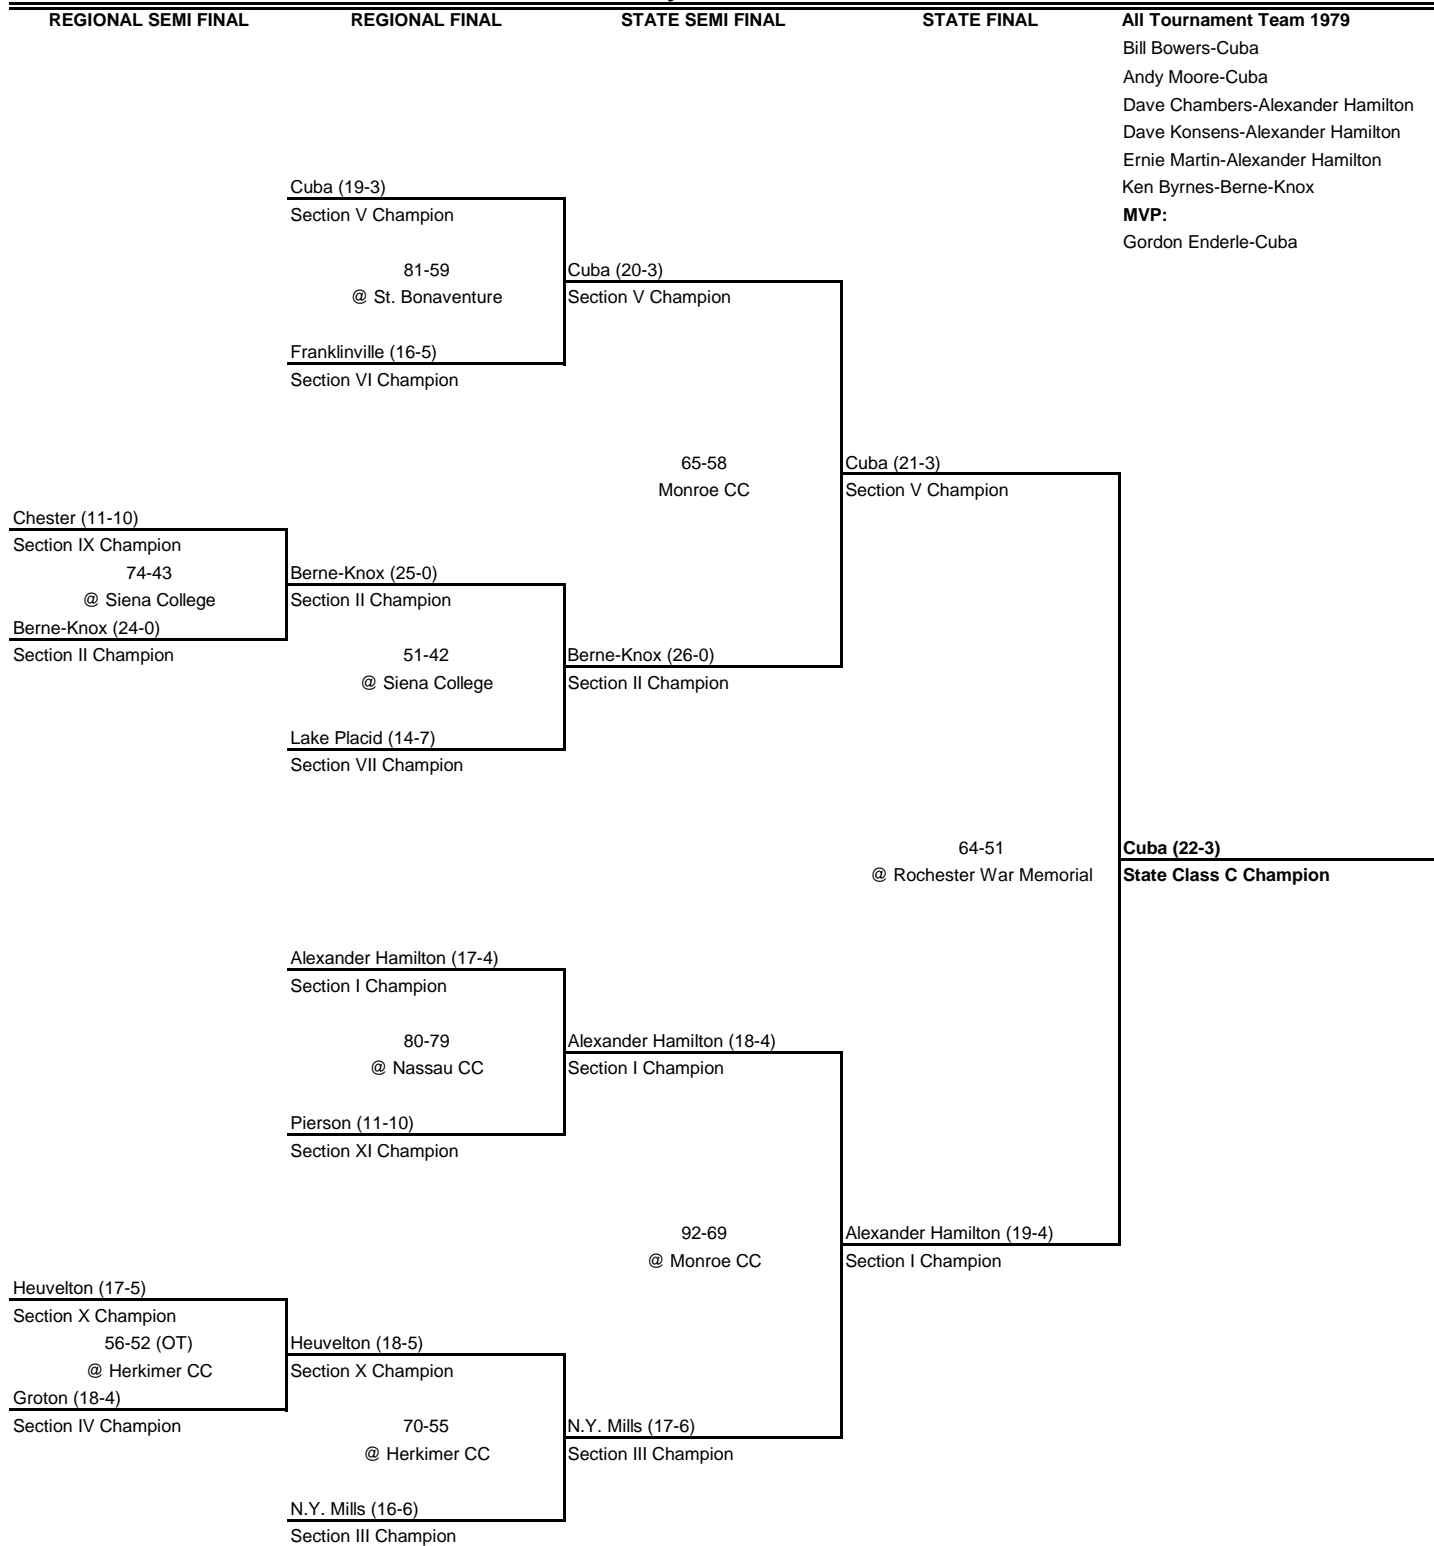 REGIONAL SEMI FINAL REGIONAL FINAL STATE SEMI FINAL STATE FINAL All Tournament Team 1979
Bill Bowers-Cuba
Andy Moore-Cuba
Dave Chambers-Alexander Hamilton
Dave Konsens-Alexander Hamilton
Ernie Martin-Alexander Hamilton
Cuba (19-3) Ken Byrnes-Berne-Knox
Section V Champion MVP:
Gordon Enderle-Cuba
81-59 Cuba (20-3)
@ St. Bonaventure Section V Champion
Franklinville (16-5)
Section VI Champion
65-58 Cuba (21-3)
Monroe CC Section V Champion
Chester (11-10)
Section IX Champion
74-43 Berne-Knox (25-0)
@ Siena College Section II Champion
Berne-Knox (24-0)
Section II Champion 51-42 Berne-Knox (26-0)
@ Siena College Section II Champion
Lake Placid (14-7)
Section VII Champion
64-51 Cuba (22-3)
@ Rochester War Memorial State Class C Champion
Alexander Hamilton (17-4)
Section I Champion
80-79 Alexander Hamilton (18-4)
@ Nassau CC Section I Champion
Pierson (11-10)
Section XI Champion
92-69 Alexander Hamilton (19-4)
@ Monroe CC Section I Champion
Heuvelton (17-5)
Section X Champion
56-52 (OT) Heuvelton (18-5)
@ Herkimer CC Section X Champion
Groton (18-4)
Section IV Champion 70-55 N.Y. Mills (17-6)
@ Herkimer CC Section III Champion
N.Y. Mills (16-6)
Section III Champion